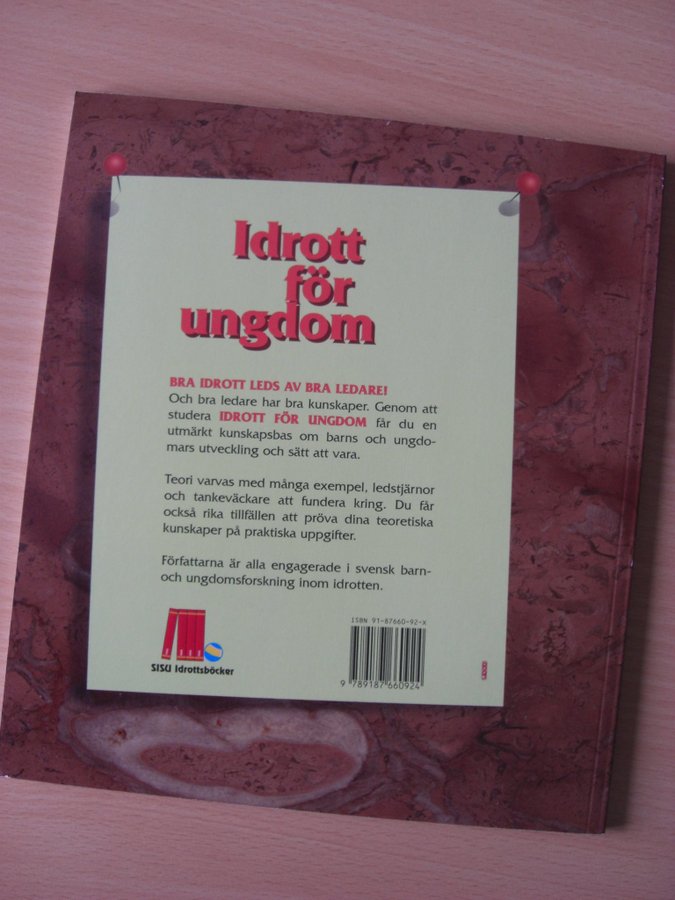 Idrott
för
ungdom
BRA IDROTT LEDS AV BRA LEDARE!
Och bra ledare har bra kunskaper. Genom att
studera IDROTT FÖR UNGDOM får du en
utmärkt kunskapsbas om barns och ungdo-
mars utveckling och sätt att vara.
Teori varvas med många exempel, ledstjärnor
och tankeväckare att fundera kring. Du får
också rika tillfällen att pröva dina teoretiska
kunskaper på praktiska uppgifter.
Författarna är alla engagerade i svensk barn-
och ungdomsforskning inom idrotten.
SISU Idrottsböcker
ISBN 91-87660-92-X
9 789187 660924